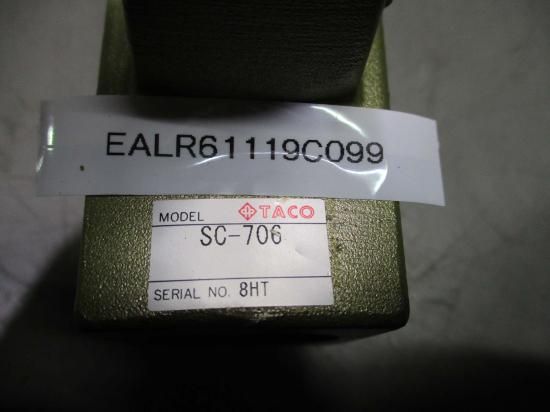 EALR61119C099
MODEL TACO
SC-706
SERIAL NO. 8HT